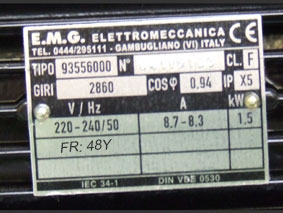 E.M.G. ELETTROMECCANICA CE
TEL. 0444/295111 - GAMBUGLIANO (VI) ITALY
TIPO 93556000 N° CL. F
GIRI 2860 COSφ 0,94 IP X5
V / Hz A kW
220-240/50 8,7-8,3 1,5
FR: 48Y
IEC 34-1 DIN VDE 0530